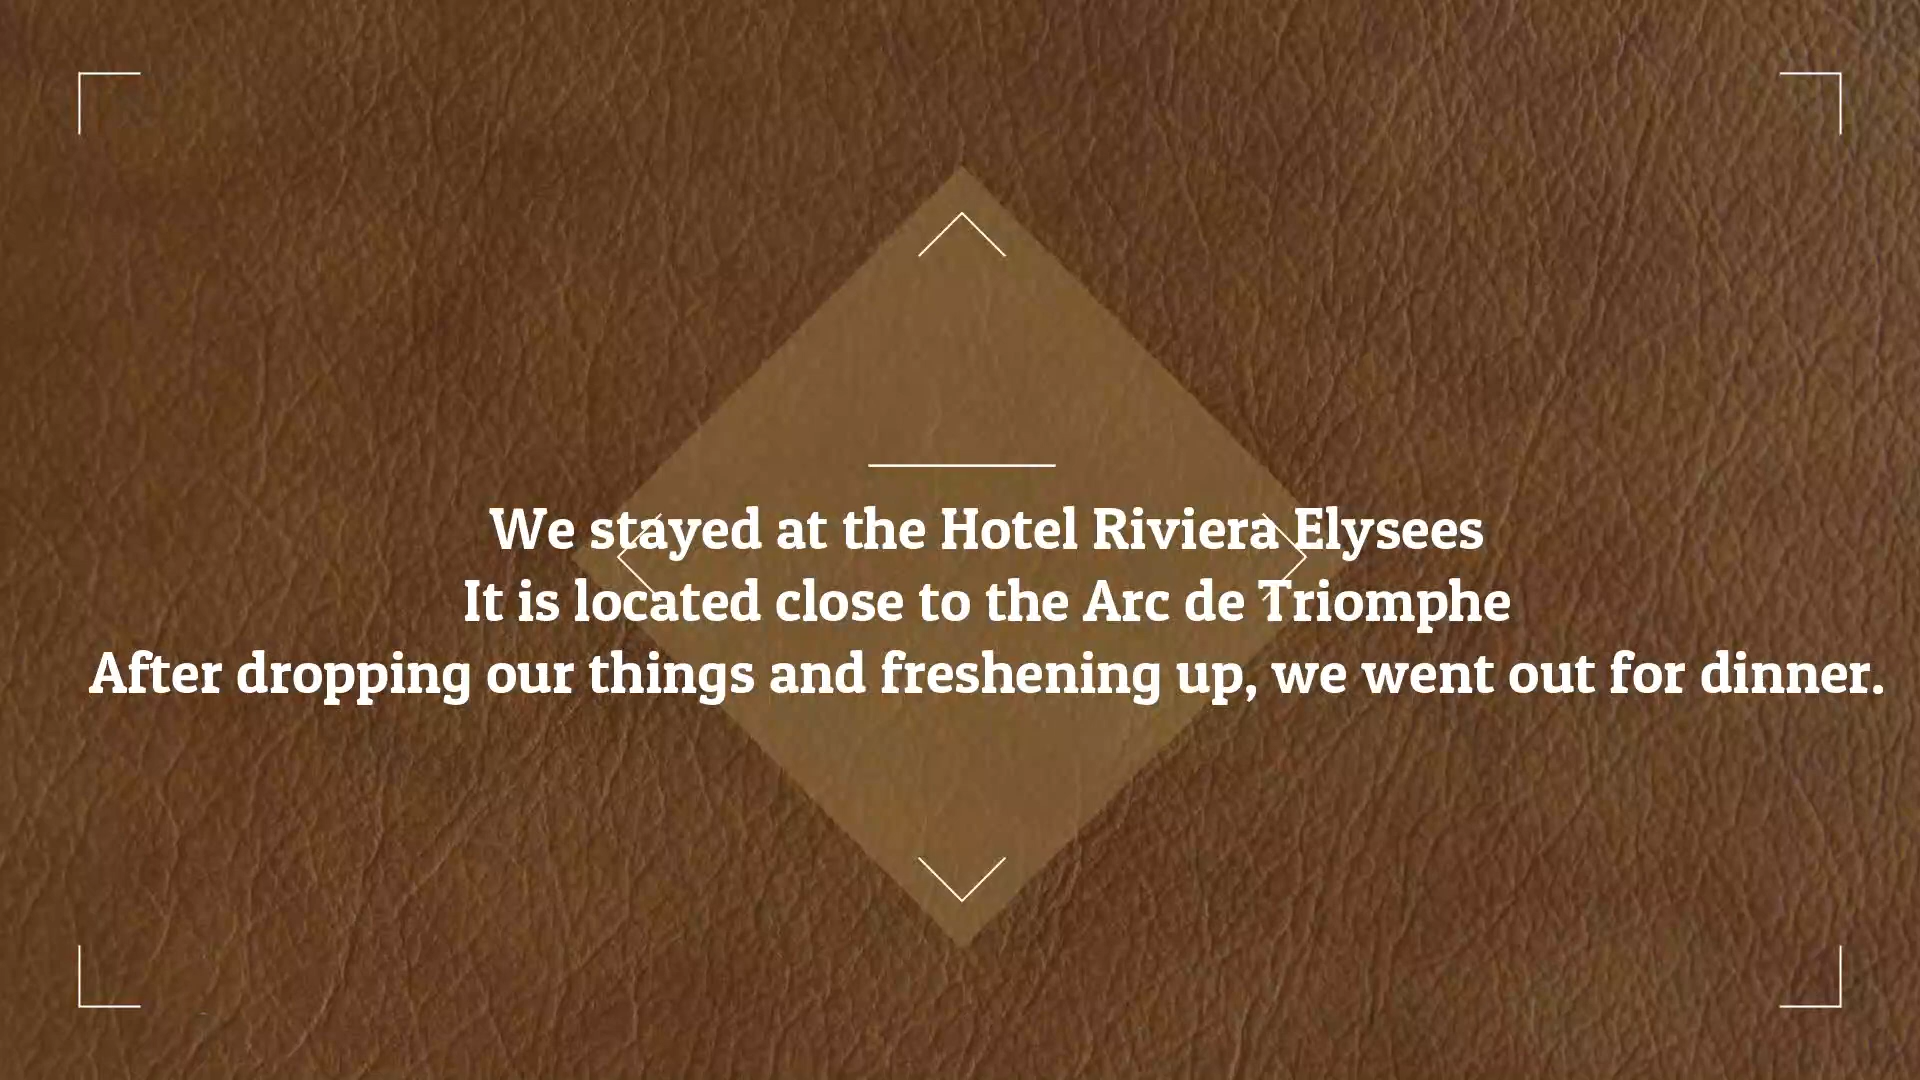 We stayed at the Hotel Riviera Elysees
It is located close to the Arc de Triomphe
After dropping our things and freshening up, we went out for dinner.